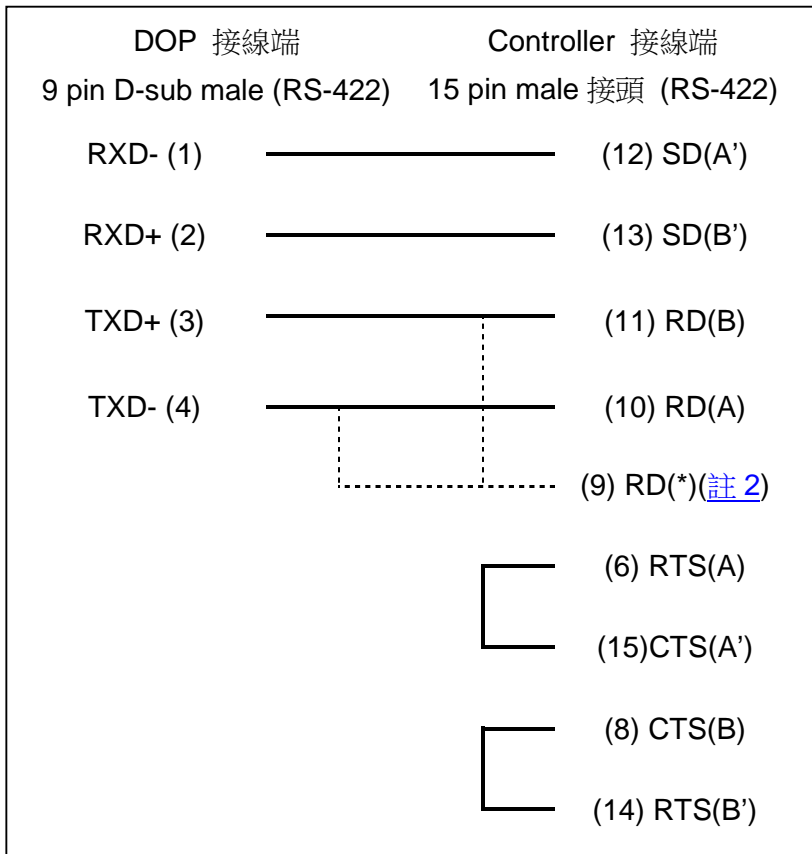 DOP 接線端 Controller 接線端
9 pin D-sub male (RS-422) 15 pin male 接頭 (RS-422)
RXD- (1) (12) SD(A’)
RXD+ (2) (13) SD(B’)
TXD+ (3) (11) RD(B)
TXD- (4) (10) RD(A)
(9) RD(*)(註 2)
(6) RTS(A)
(15)CTS(A’)
(8) CTS(B)
(14) RTS(B’)